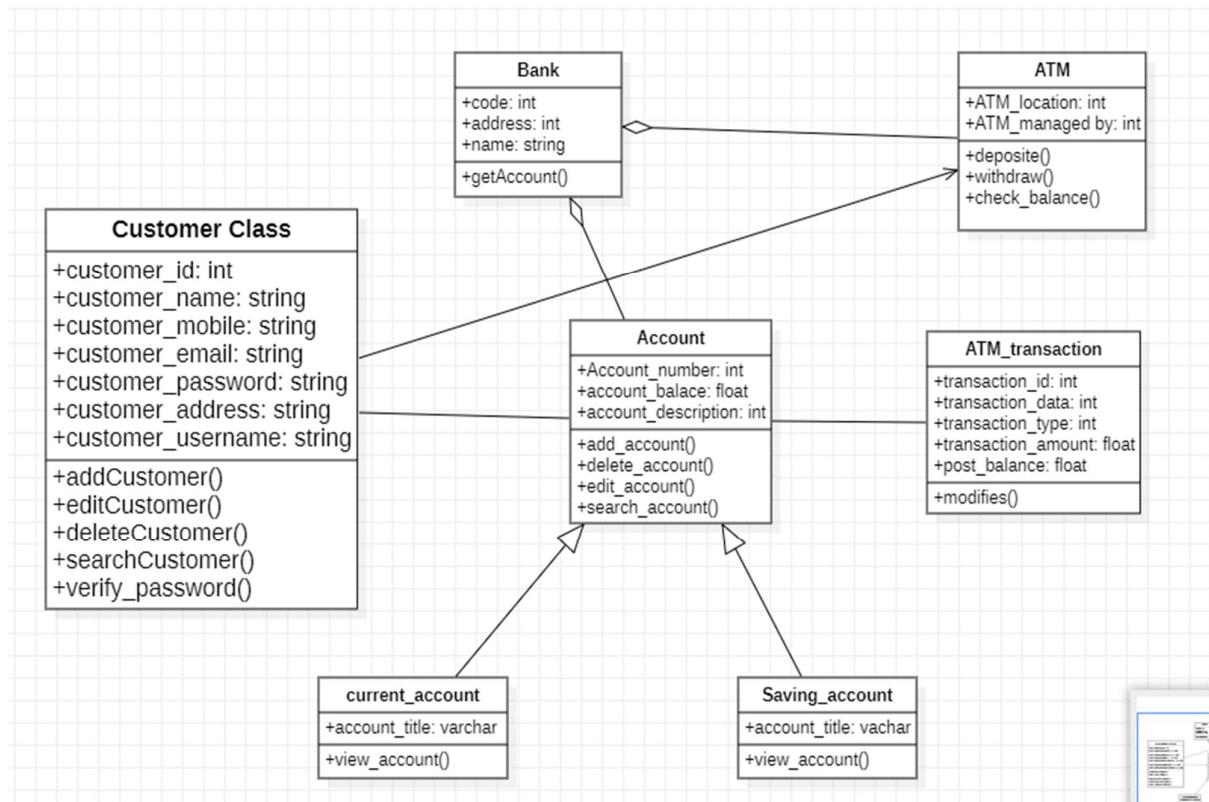 Bank
+code: int
+address: int
+name: string
+getAccount()
ATM
+ATM_location: int
+ATM_managed by: int
+deposite()
+withdraw()
+check_balance()
Customer Class
+customer_id: int
+customer_name: string
+customer_mobile: string
+customer_email: string
+customer_password: string
+customer_address: string
+customer_username: string
+addCustomer()
+editCustomer()
+deleteCustomer()
+searchCustomer()
+verify_password()
Account
+Account_number: int
+account_balace: float
+account_description: int
+add_account()
+delete_account()
+edit_account()
+search_account()
ATM_transaction
+transaction_id: int
+transaction_data: int
+transaction_type: int
+transaction_amount: float
+post_balance: float
+modifies()
current_account
+account_title: varchar
+view_account()
Saving_account
+account_title: vachar
+view_account()